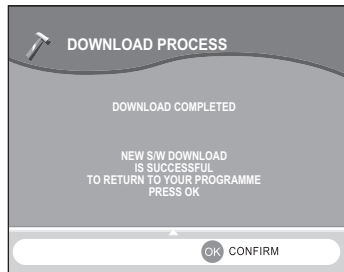 DOWNLOAD PROCESS
DOWNLOAD COMPLETED
NEW S/W DOWNLOAD
IS SUCCESSFUL
TO RETURN TO YOUR PROGRAMME
PRESS OK
OK CONFIRM